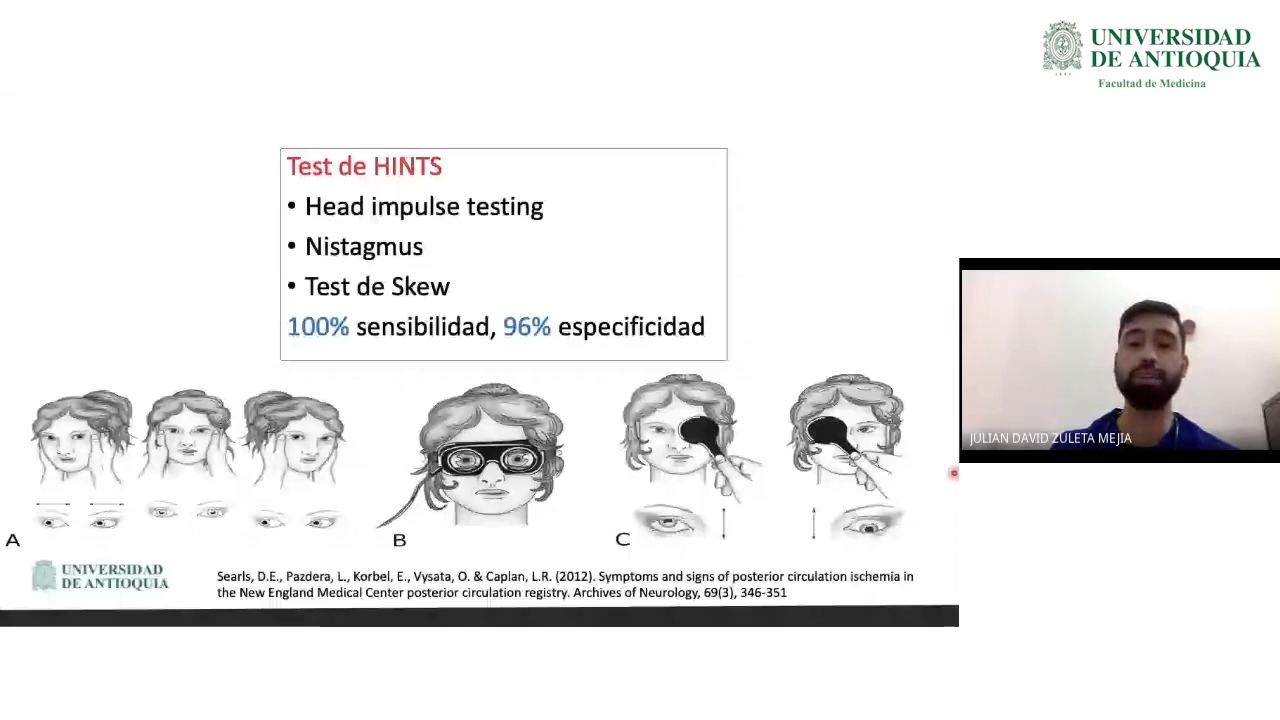 UNIVERSIDAD
DE ANTIOQUIA
1803
Facultad de Medicina
Test de HINTS
• Head impulse testing
• Nistagmus
• Test de Skew
100% sensibilidad, 96% especificidad
JULIAN DAVID ZULETA MEJIA
A
B
C
UNIVERSIDAD
DE ANTIOQUIA
Searls, D.E., Pazdera, L., Korbel, E., Vysata, O. & Caplan, L.R. (2012). Symptoms and signs of posterior circulation ischemia in
the New England Medical Center posterior circulation registry. Archives of Neurology, 69(3), 346-351